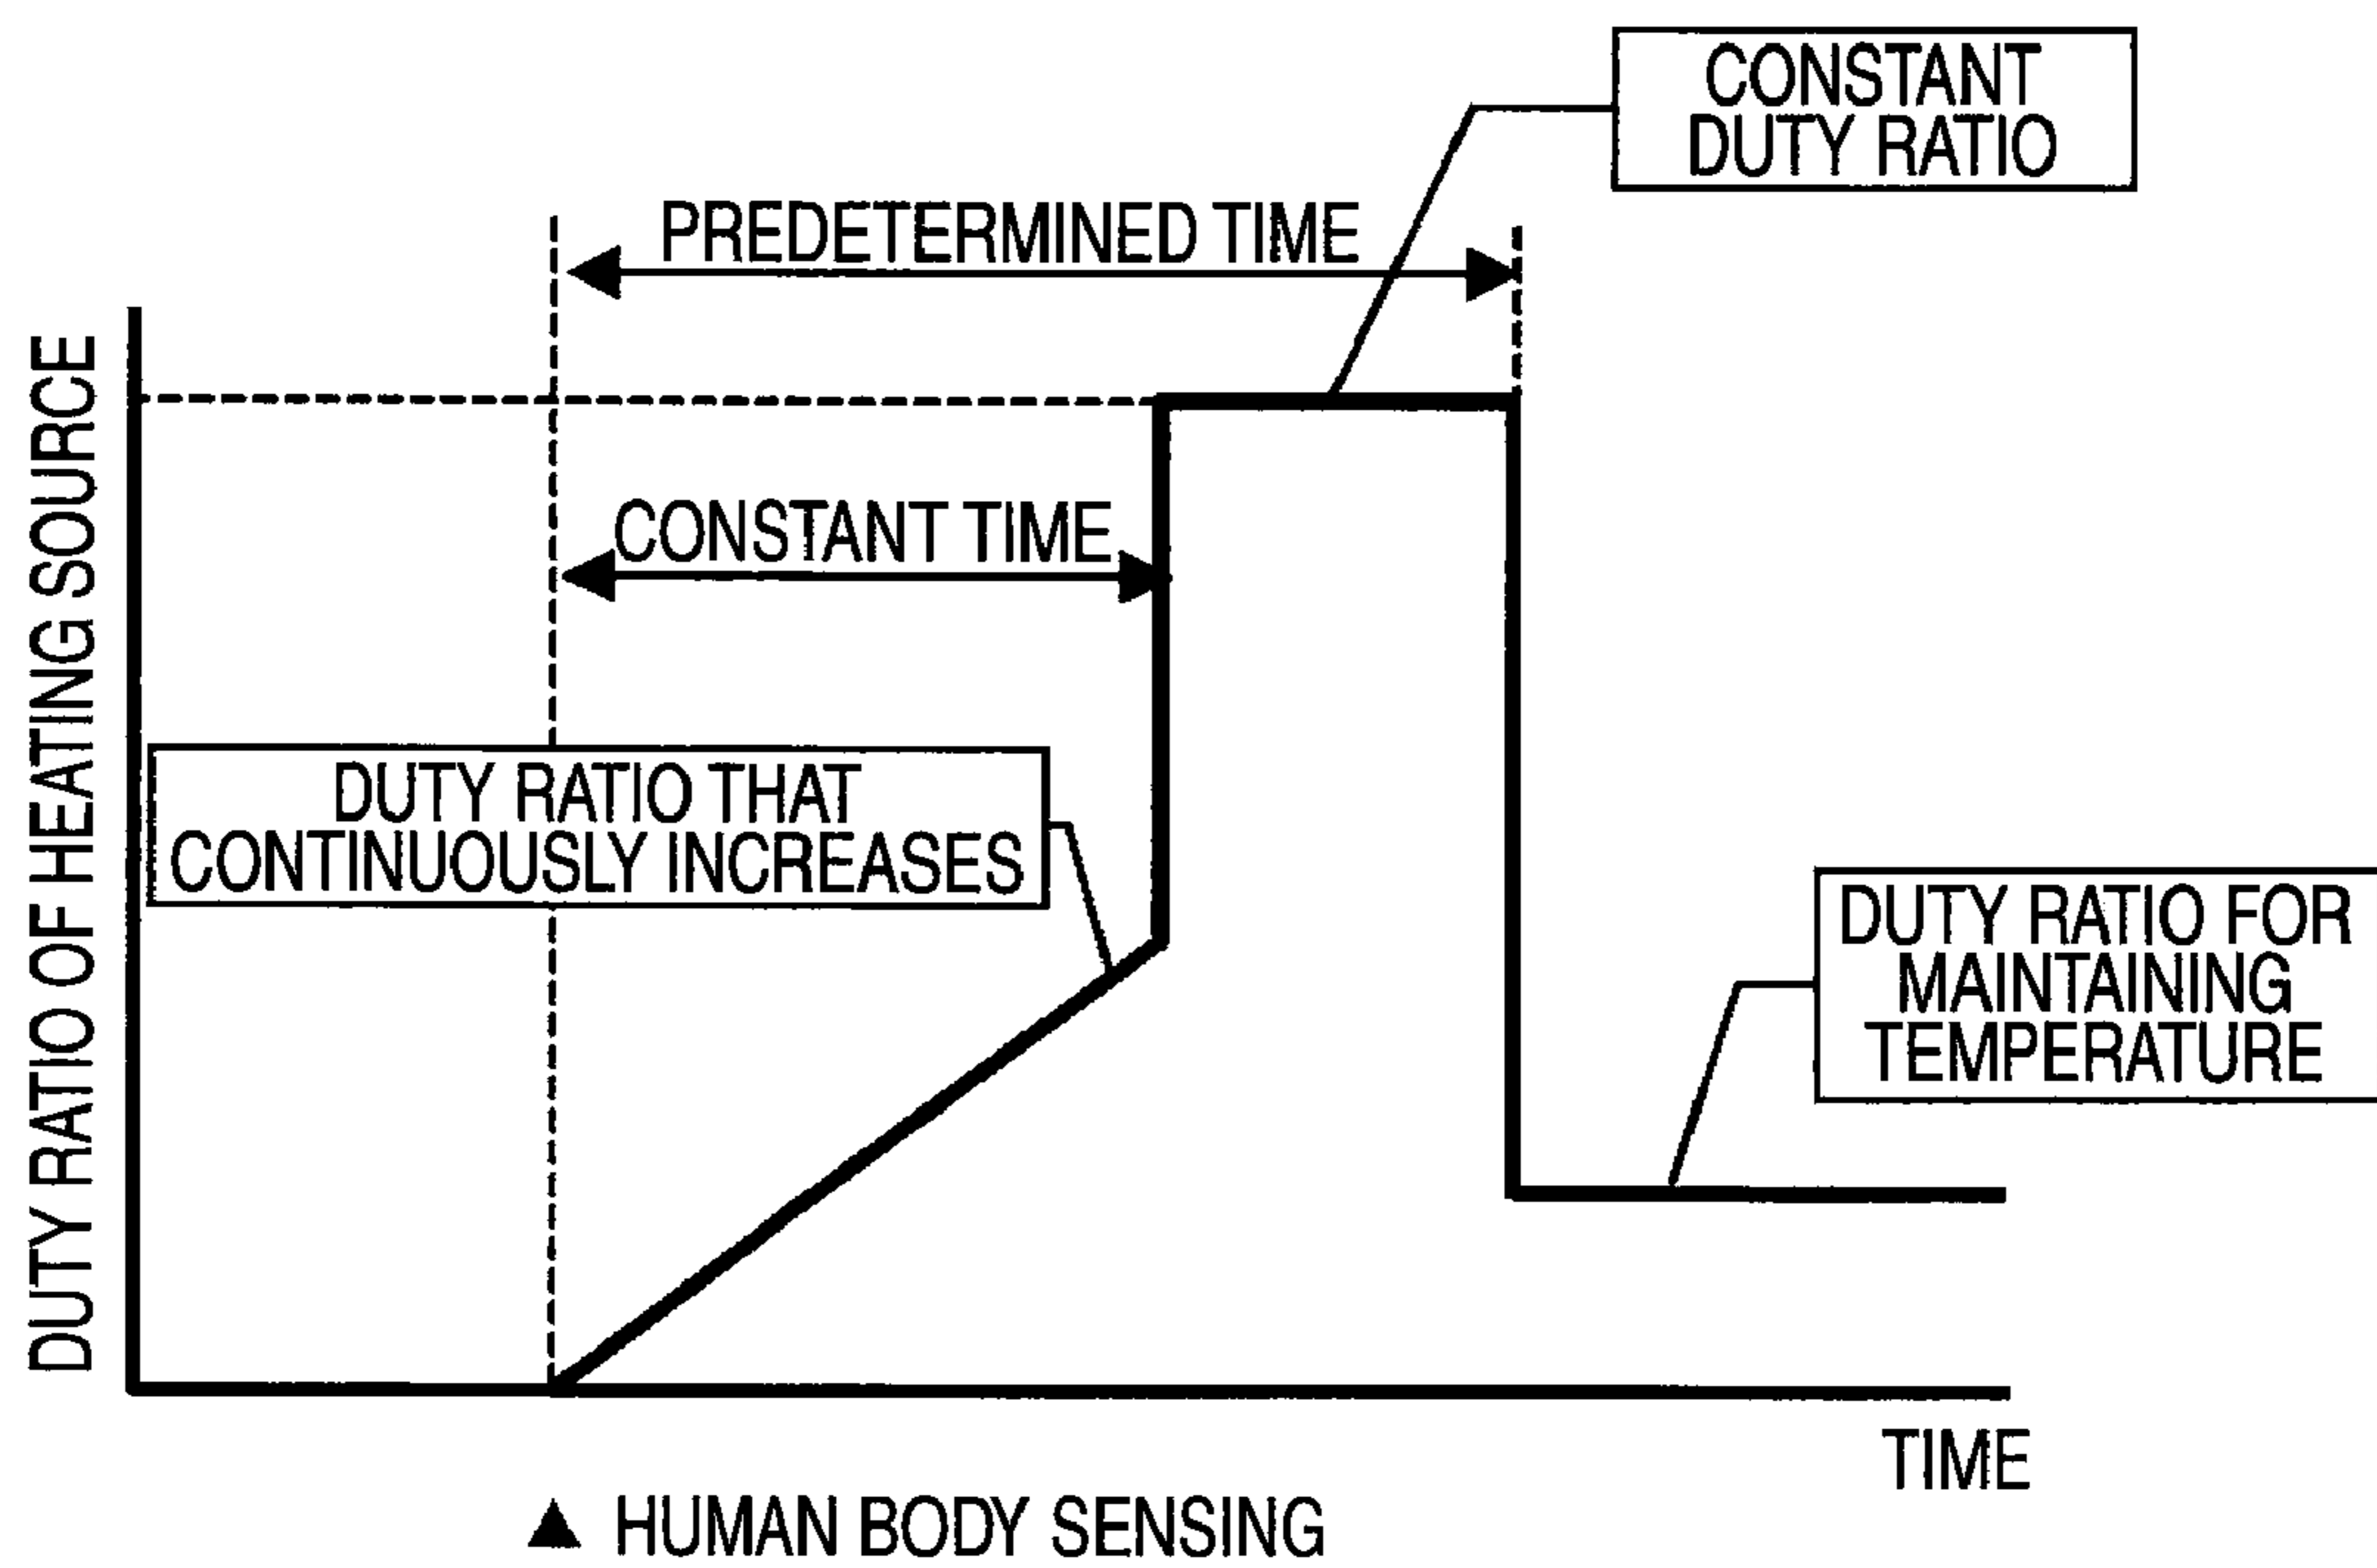 CONSTANT
DUTY RATIO
PREDETERMINED TIME
CONSTANT TIME
DUTY RATIO OF HEATING SOURCE
DUTY RATIO THAT
CONTINUOUSLY INCREASES
DUTY RATIO FOR
MAINTAINING
TEMPERATURE
TIME
▲ HUMAN BODY SENSING